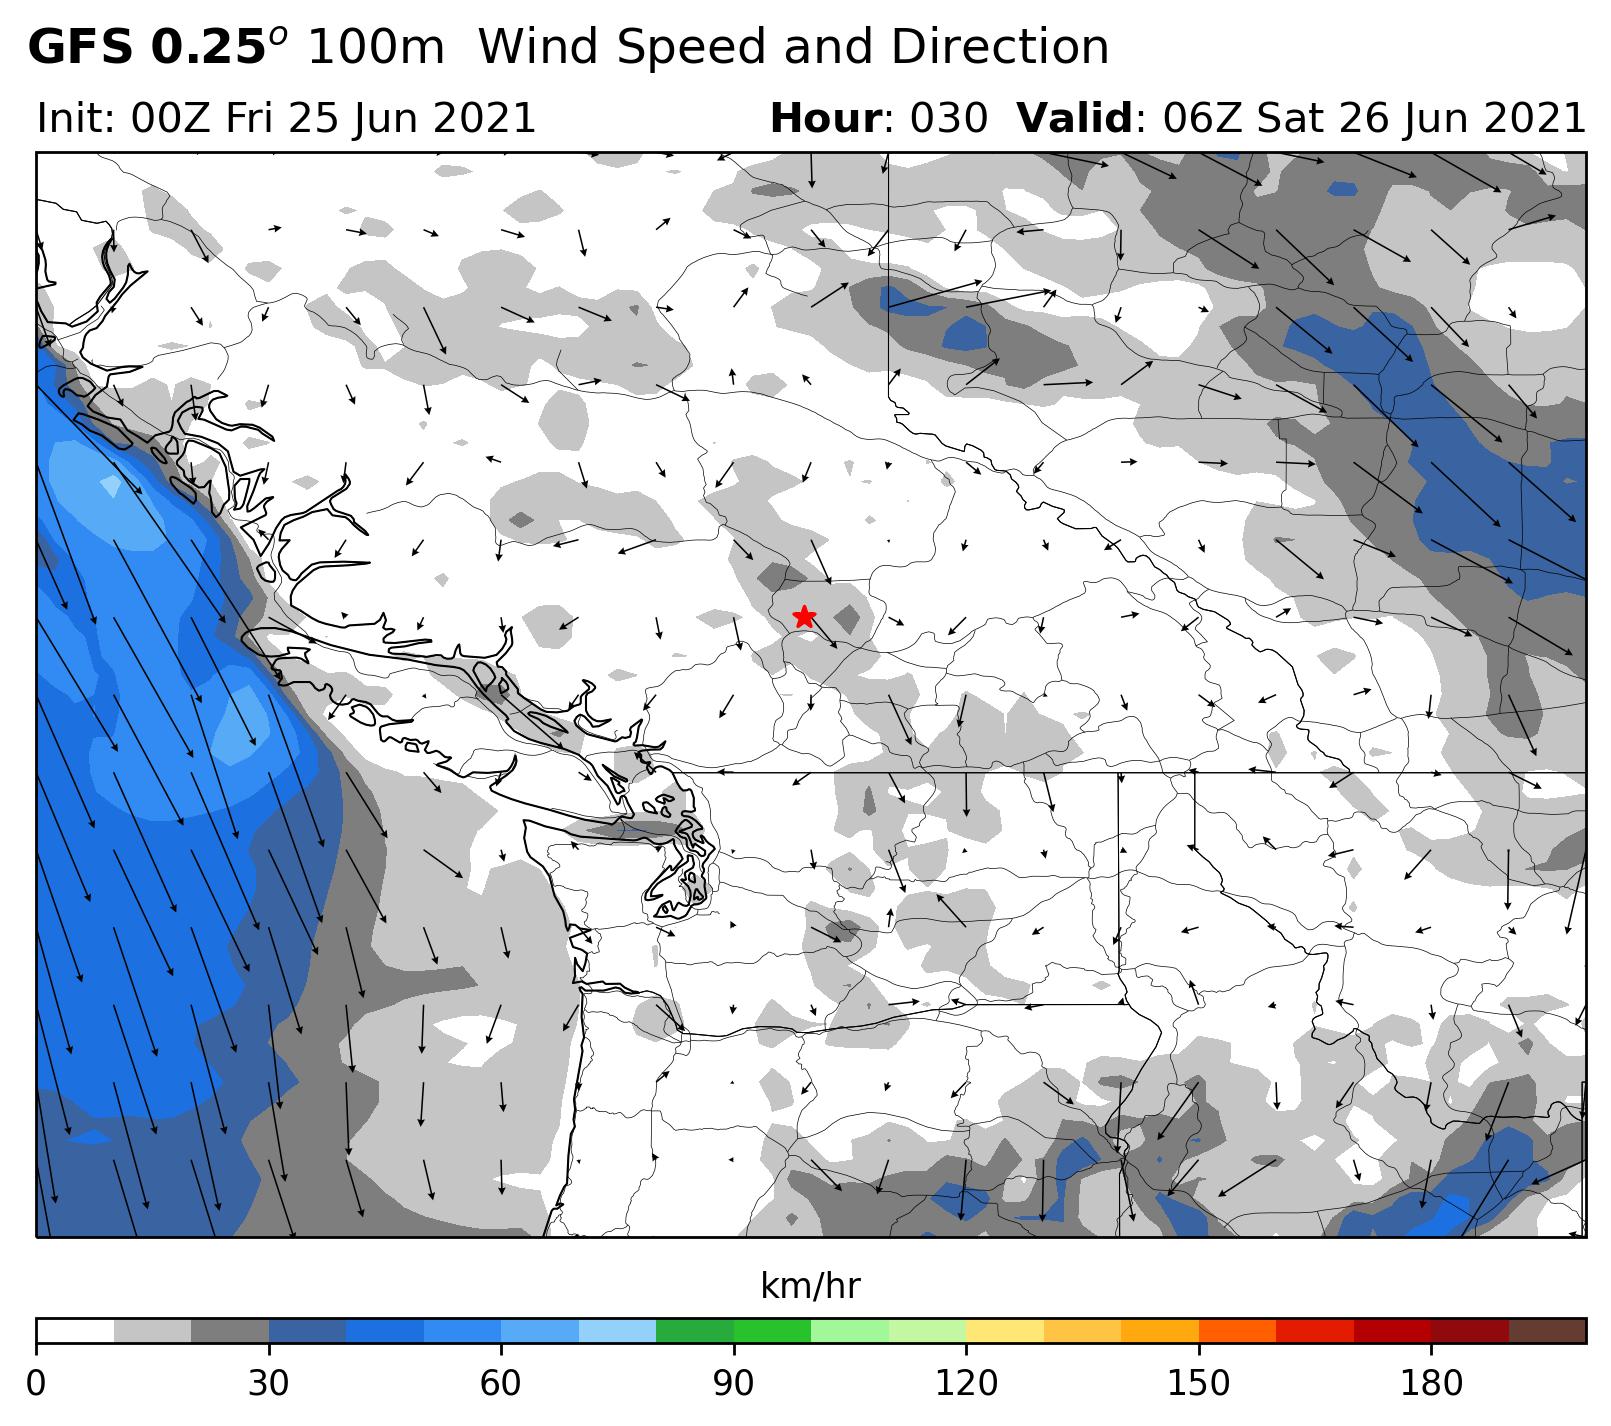 GFS 0.25° 100m Wind Speed and Direction
Init: 00Z Fri 25 Jun 2021 Hour: 030 Valid: 06Z Sat 26 Jun 2021
km/hr
0 30 60 90 120 150 180